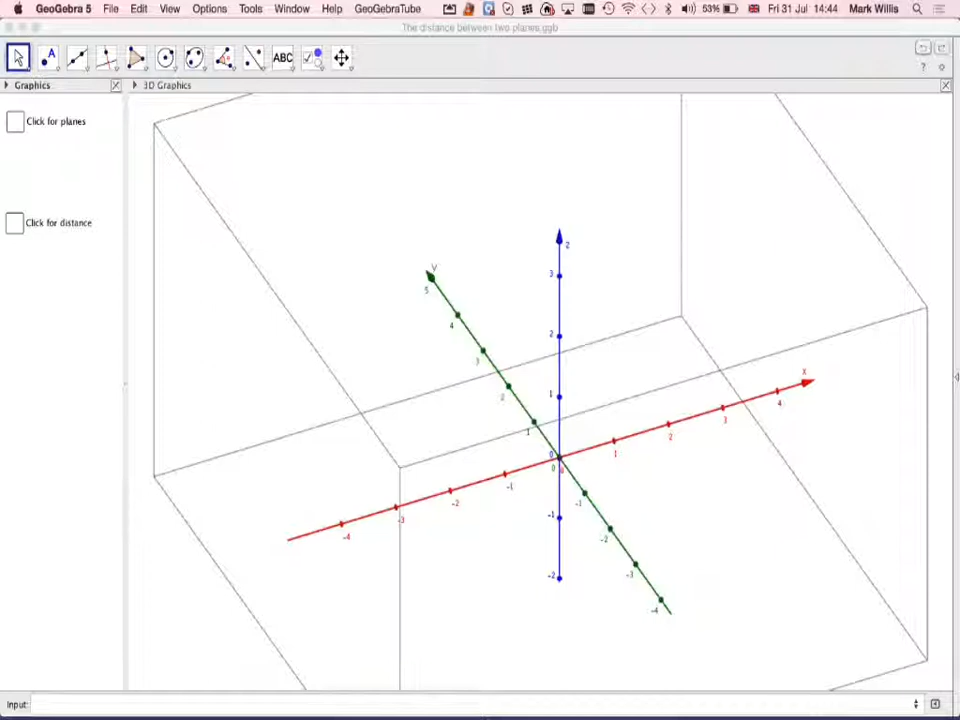 GeoGebra 5 File Edit View Options Tools Window Help GeoGebraTube 53% Fri 31 Jul 14:44 Mark Willis
The distance between two planes.ggb
ABC
?
Graphics
3D Graphics
Click for planes
Click for distance
z
3
2
1
0
-1
-2
y
5
4
3
2
1
0
-1
-2
-3
-4
x
4
3
2
1
0
-1
-2
-3
-4
Input: